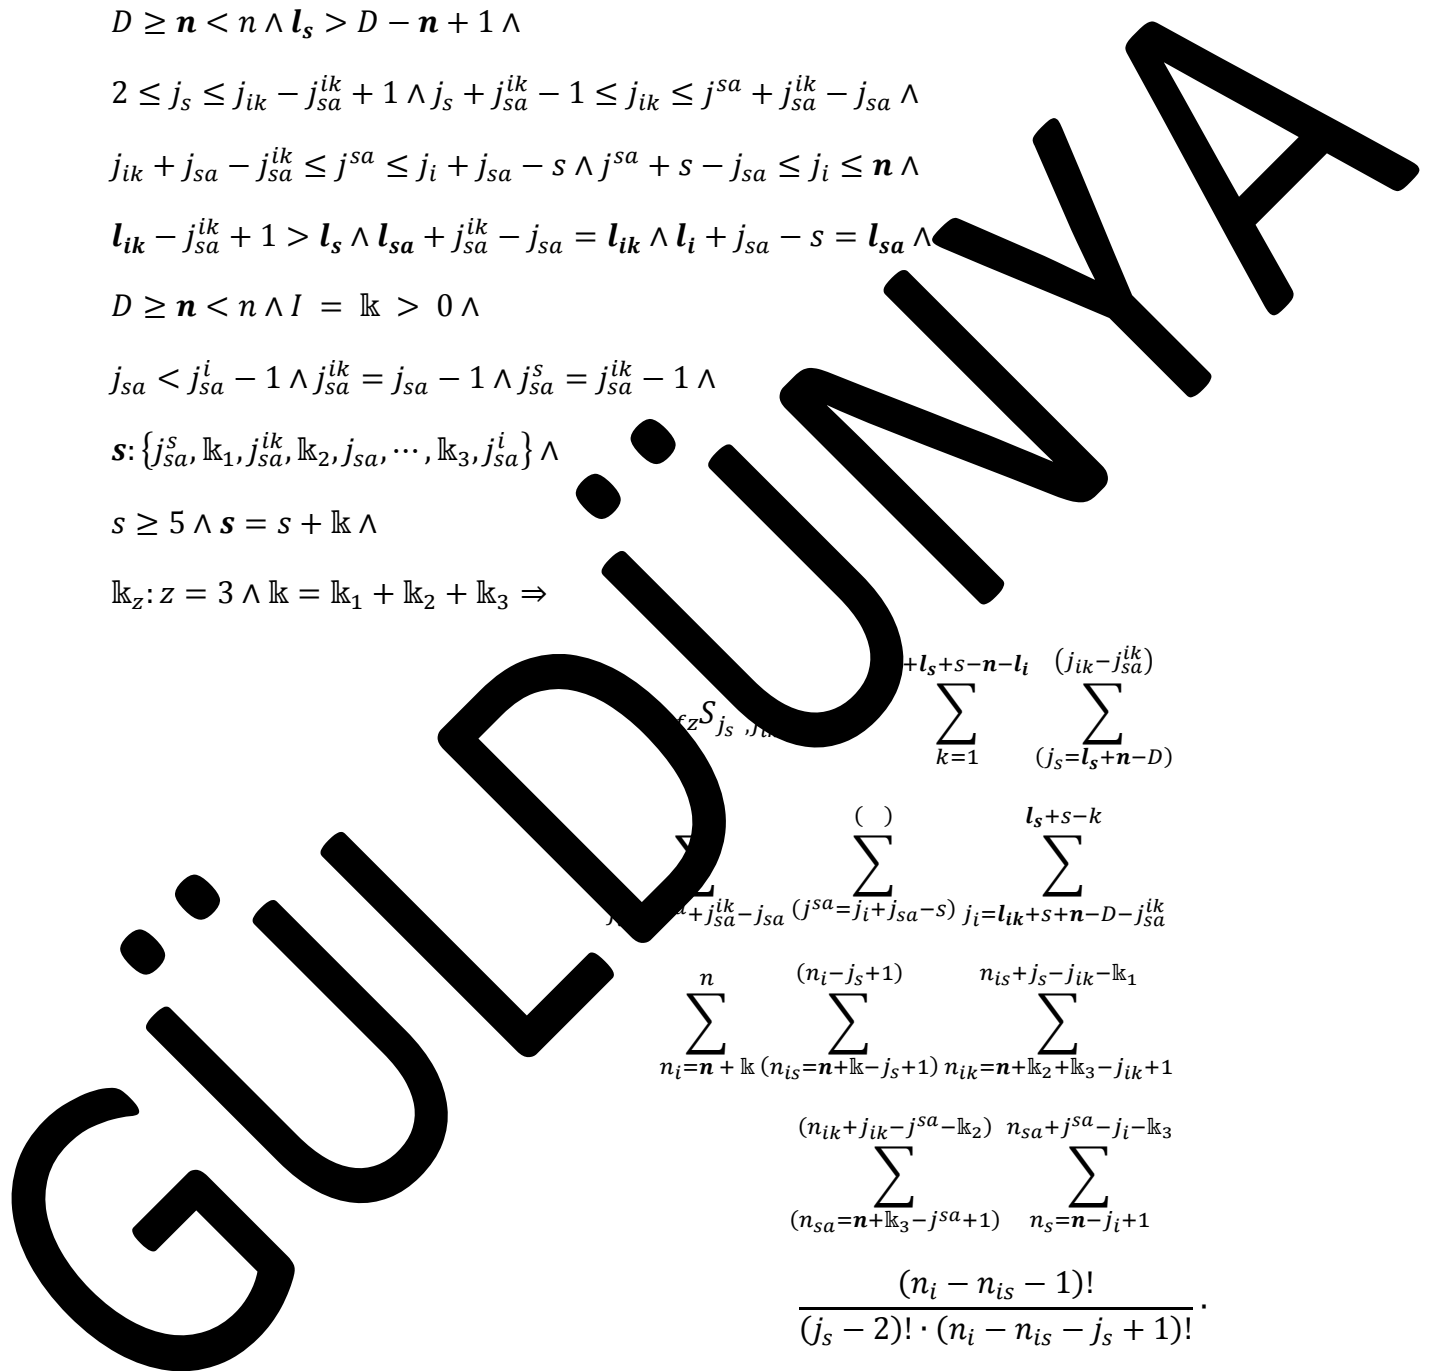 D ≥ 𝒏 < n ∧ 𝒍_𝒔 > D − 𝒏 + 1 ∧
2 ≤ j_s ≤ j_{ik} − j_{sa}^{ik} + 1 ∧ j_s + j_{sa}^{ik} − 1 ≤ j_{ik} ≤ j^{sa} + j_{sa}^{ik} − j_{sa} ∧
j_{ik} + j_{sa} − j_{sa}^{ik} ≤ j^{sa} ≤ j_i + j_{sa} − s ∧ j^{sa} + s − j_{sa} ≤ j_i ≤ 𝒏 ∧
𝒍_{𝒊𝒌} − j_{sa}^{ik} + 1 > 𝒍_𝒔 ∧ 𝒍_{𝒔𝒂} + j_{sa}^{ik} − j_{sa} = 𝒍_{𝒊𝒌} ∧ 𝒍_𝒊 + j_{sa} − s = 𝒍_{𝒔𝒂} ∧
D ≥ 𝒏 < n ∧ I = 𝕜 > 0 ∧
j_{sa} < j_{sa}^i − 1 ∧ j_{sa}^{ik} = j_{sa} − 1 ∧ j_{sa}^s = j_{sa}^{ik} − 1 ∧
𝒔: {j_{sa}^s, 𝕜_1, j_{sa}^{ik}, 𝕜_2, j_{sa}, ⋯, 𝕜_3, j_{sa}^i} ∧
s ≥ 5 ∧ 𝒔 = s + 𝕜 ∧
𝕜_z: z = 3 ∧ 𝕜 = 𝕜_1 + 𝕜_2 + 𝕜_3 ⇒
S_{j_s, ∑_{k=1}^{+𝒍_𝒔+s−𝒏−𝒍_𝒊} ∑_{(j_s=𝒍_𝒔+𝒏−D)}^{(j_{ik}−j_{sa}^{ik})}
∑_{+j_{sa}^{ik}−j_{sa}} ∑_{(j^{sa}=j_i+j_{sa}−s)}^{( )} ∑_{j_i=𝒍_{𝒊𝒌}+s+𝒏−D−j_{sa}^{ik}}^{𝒍_𝒔+s−k}
∑_{n_i=𝒏+𝕜}^{n} ∑_{(n_{is}=𝒏+𝕜−j_s+1)}^{(n_i−j_s+1)} ∑_{n_{ik}=𝒏+𝕜_2+𝕜_3−j_{ik}+1}^{n_{is}+j_s−j_{ik}−𝕜_1}
∑_{(n_{sa}=𝒏+𝕜_3−j^{sa}+1)}^{(n_{ik}+j_{ik}−j^{sa}−𝕜_2)} ∑_{n_s=𝒏−j_i+1}^{n_{sa}+j^{sa}−j_i−𝕜_3}
(n_i − n_{is} − 1)!
(j_s − 2)! · (n_i − n_{is} − j_s + 1)! ·
GÜLDÜNYA